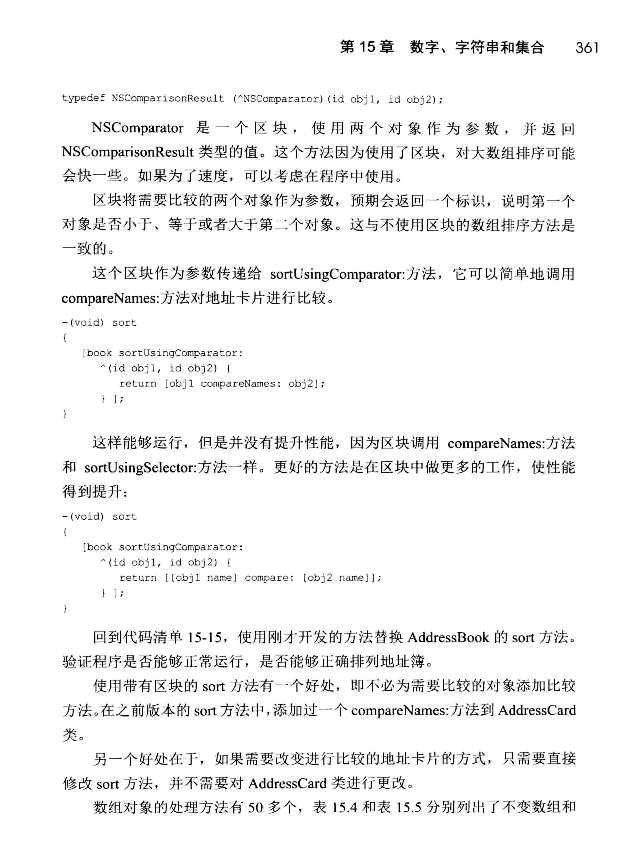 第 15 章 数字、字符串和集合 361
typedef NSComparisonResult (^NSComparator)(id obj1, id obj2);
NSComparator 是一个区块，使用两个对象作为参数，并返回
NSComparisonResult 类型的值。这个方法因为使用了区块，对大数组排序可能
会快一些。如果为了速度，可以考虑在程序中使用。
区块将需要比较的两个对象作为参数，预期会返回一个标识，说明第一个
对象是否小于、等于或者大于第二个对象。这与不使用区块的数组排序方法是
一致的。
这个区块作为参数传递给 sortUsingComparator:方法，它可以简单地调用
compareNames:方法对地址卡片进行比较。
-(void) sort
{
[book sortUsingComparator:
^(id obj1, id obj2) {
return [obj1 compareNames: obj2];
} ];
}
这样能够运行，但是并没有提升性能，因为区块调用 compareNames:方法
和 sortUsingSelector:方法一样。更好的方法是在区块中做更多的工作，使性能
得到提升：
-(void) sort
{
[book sortUsingComparator:
^(id obj1, id obj2) {
return [[obj1 name] compare: [obj2 name]];
} ];
}
回到代码清单 15-15，使用刚才开发的方法替换 AddressBook 的 sort 方法。
验证程序是否能够正常运行，是否能够正确排列地址簿。
使用带有区块的 sort 方法有一个好处，即不必为需要比较的对象添加比较
方法。在之前版本的 sort 方法中，添加过一个 compareNames:方法到 AddressCard
类。
另一个好处在于，如果需要改变进行比较的地址卡片的方式，只需要直接
修改 sort 方法，并不需要对 AddressCard 类进行更改。
数组对象的处理方法有 50 多个，表 15.4 和表 15.5 分别列出了不变数组和